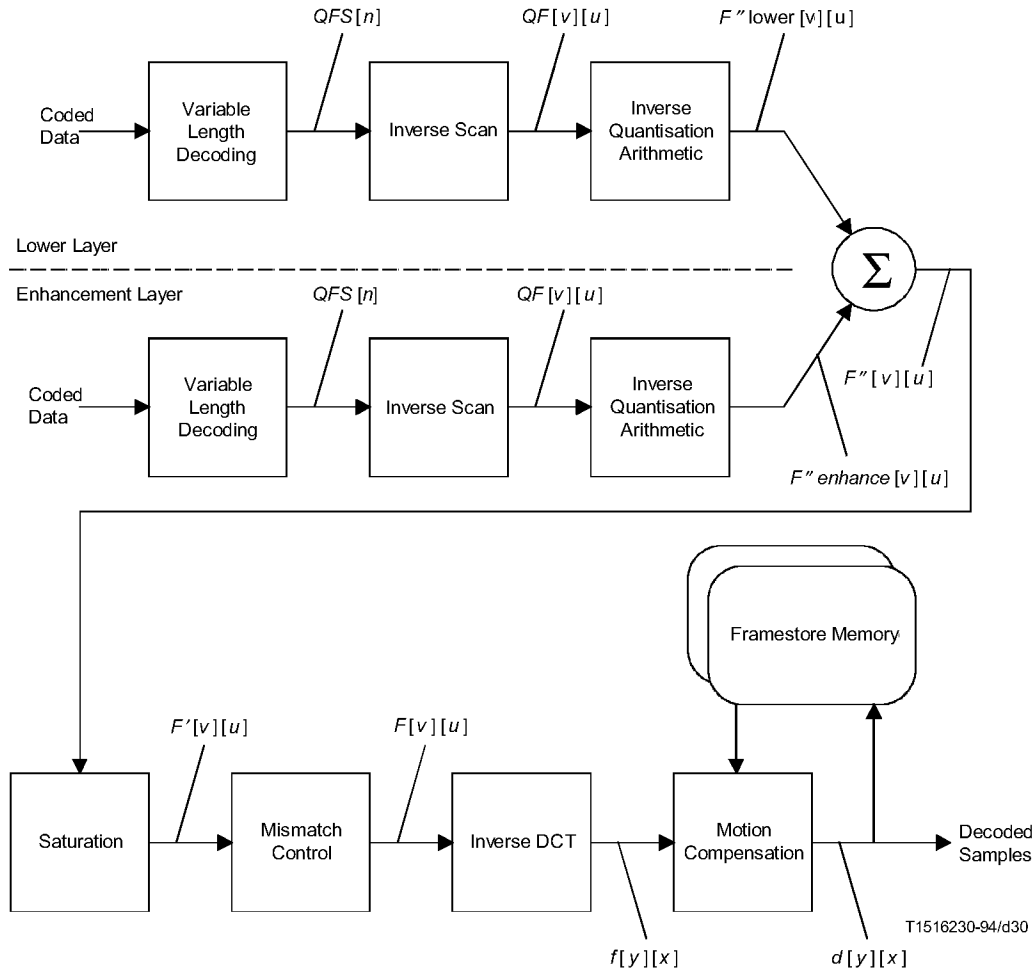 QFS[n]
QF[v][u]
F″lower[v][u]
Coded
Data
Variable
Length
Decoding
Inverse Scan
Inverse
Quantisation
Arithmetic
Lower Layer
Σ
Enhancement Layer
QFS[n]
QF[v][u]
F″[v][u]
Coded
Data
Variable
Length
Decoding
Inverse Scan
Inverse
Quantisation
Arithmetic
F″enhance[v][u]
Framestore Memory
F′[v][u]
F[v][u]
Saturation
Mismatch
Control
Inverse DCT
Motion
Compensation
Decoded
Samples
f[y][x]
d[y][x]
T1516230-94/d30